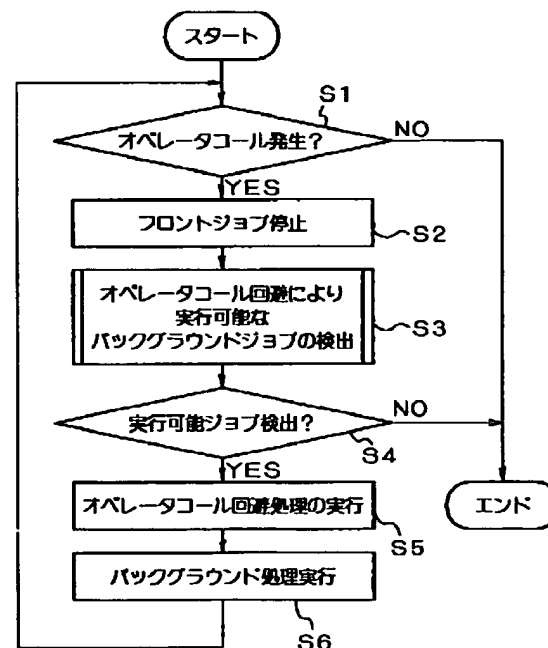 スタート
S1
オペレータコール発生？
NO
YES
フロントジョブ停止
S2
オペレータコール回避により
実行可能な
バックグラウンドジョブの検出
S3
実行可能ジョブ検出？
NO
S4
YES
エンド
オペレータコール回避処理の実行
S5
バックグラウンド処理実行
S6